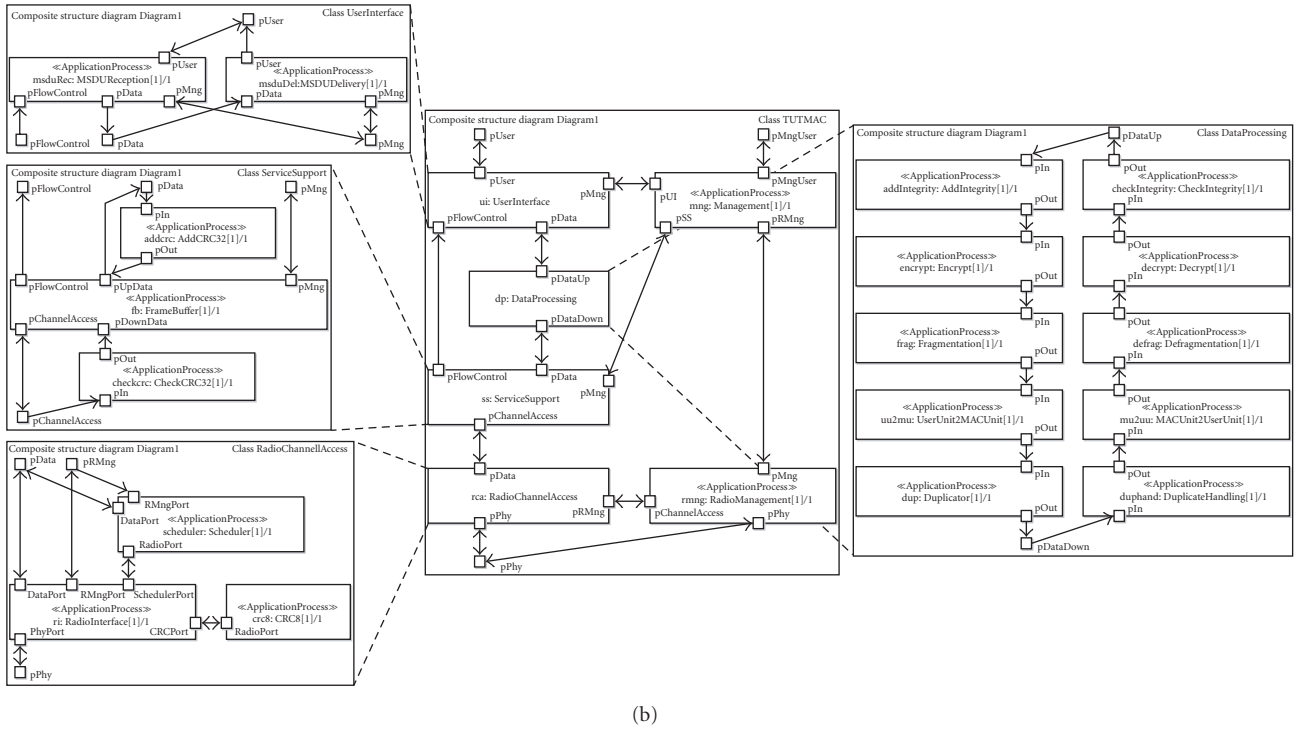 Composite structure diagram Diagram1
Class UserInterface
pUser
pUser
pUser
≪ApplicationProcess≫
msduRec: MSDUReception[1]/1
≪ApplicationProcess≫
msduDel:MSDUDelivery[1]/1
pFlowControl
pData
pMng
pData
pMng
pFlowControl
pData
pMng
Composite structure diagram Diagram1
Class ServiceSupport
pFlowControl
pData
pMng
pIn
≪ApplicationProcess≫
addcrc: AddCRC32[1]/1
pOut
pFlowControl
pUpData
pMng
≪ApplicationProcess≫
fb: FrameBuffer[1]/1
pChannelAccess
pDownData
pOut
≪ApplicationProcess≫
checkcrc: CheckCRC32[1]/1
pIn
pChannelAccess
Composite structure diagram Diagram1
Class RadioChannellAccess
pData
pRMng
RMngPort
DataPort
≪ApplicationProcess≫
scheduler: Scheduler[1]/1
RadioPort
DataPort
RMngPort
SchedulerPort
≪ApplicationProcess≫
ri: RadioInterface[1]/1
PhyPort
CRCPort
≪ApplicationProcess≫
crc8: CRC8[1]/1
RadioPort
pPhy
Composite structure diagram Diagram1
Class TUTMAC
pUser
pMngUser
pUser
pMngUser
ui: UserInterface
pMng
pUI
≪ApplicationProcess≫
mng: Management[1]/1
pFlowControl
pData
pSS
pRMng
pDataUp
dp: DataProcessing
pDataDown
pFlowControl
pData
pMng
ss: ServiceSupport
pChannelAccess
pData
pMng
rca: RadioChannelAccess
pRMng
≪ApplicationProcess≫
rmng: RadioManagement[1]/1
pChannelAccess
pPhy
pPhy
pPhy
Composite structure diagram Diagram1
Class DataProcessing
pDataUp
pIn
≪ApplicationProcess≫
addIntegrity: AddIntegrity[1]/1
pOut
pOut
≪ApplicationProcess≫
checkIntegrity: CheckIntegrity[1]/1
pIn
pIn
≪ApplicationProcess≫
encrypt: Encrypt[1]/1
pOut
pOut
≪ApplicationProcess≫
decrypt: Decrypt[1]/1
pIn
pIn
≪ApplicationProcess≫
frag: Fragmentation[1]/1
pOut
pOut
≪ApplicationProcess≫
defrag: Defragmentation[1]/1
pIn
pIn
≪ApplicationProcess≫
uu2mu: UserUnit2MACUnit[1]/1
pOut
pOut
≪ApplicationProcess≫
mu2uu: MACUnit2UserUnit[1]/1
pIn
pIn
≪ApplicationProcess≫
dup: Duplicator[1]/1
pOut
pOut
≪ApplicationProcess≫
duphand: DuplicateHandling[1]/1
pIn
pDataDown
(b)